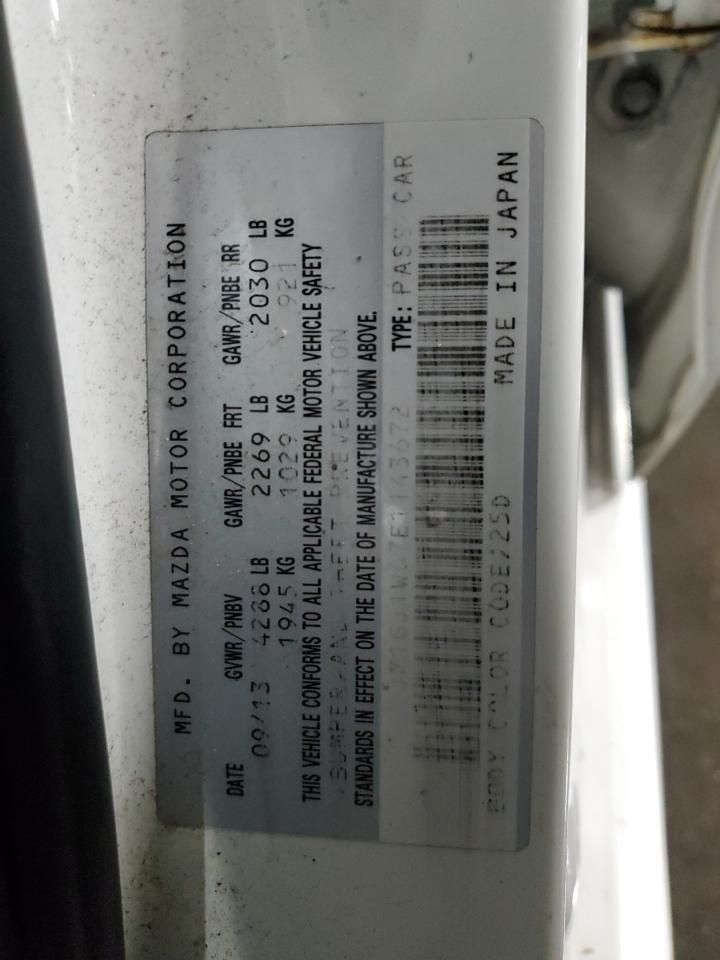 MFD. BY MAZDA MOTOR CORPORATION
DATE GVWR/PNBV GAWR/PNBE FRT GAWR/PNBE RR
09/13 4288 LB 2269 LB 2030 LB
1945 KG 1029 KG 921 KG
THIS VEHICLE CONFORMS TO ALL APPLICABLE FEDERAL MOTOR VEHICLE SAFETY
,BUMPER,AND THEFT PREVENTION
STANDARDS IN EFFECT ON THE DATE OF MANUFACTURE SHOWN ABOVE.
TYPE: PASS CAR
BODY COLOR CODE:25D MADE IN JAPAN